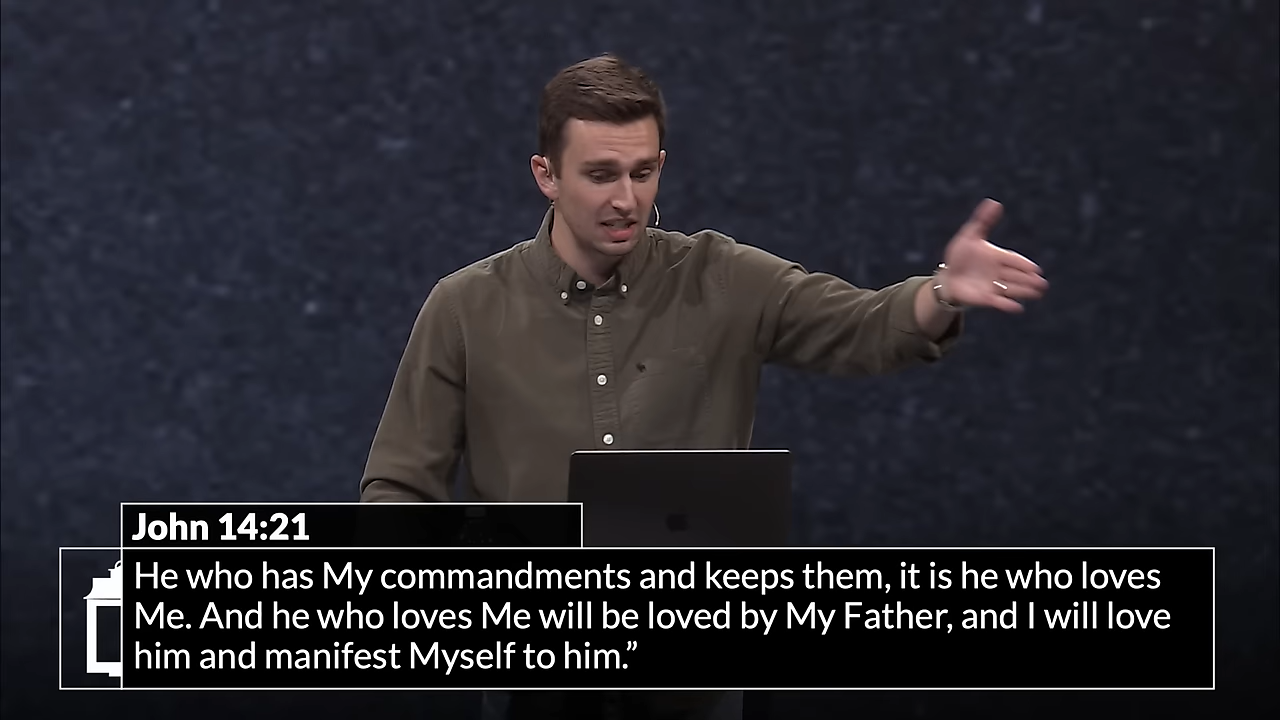 John 14:21
He who has My commandments and keeps them, it is he who loves
Me. And he who loves Me will be loved by My Father, and I will love
him and manifest Myself to him.”